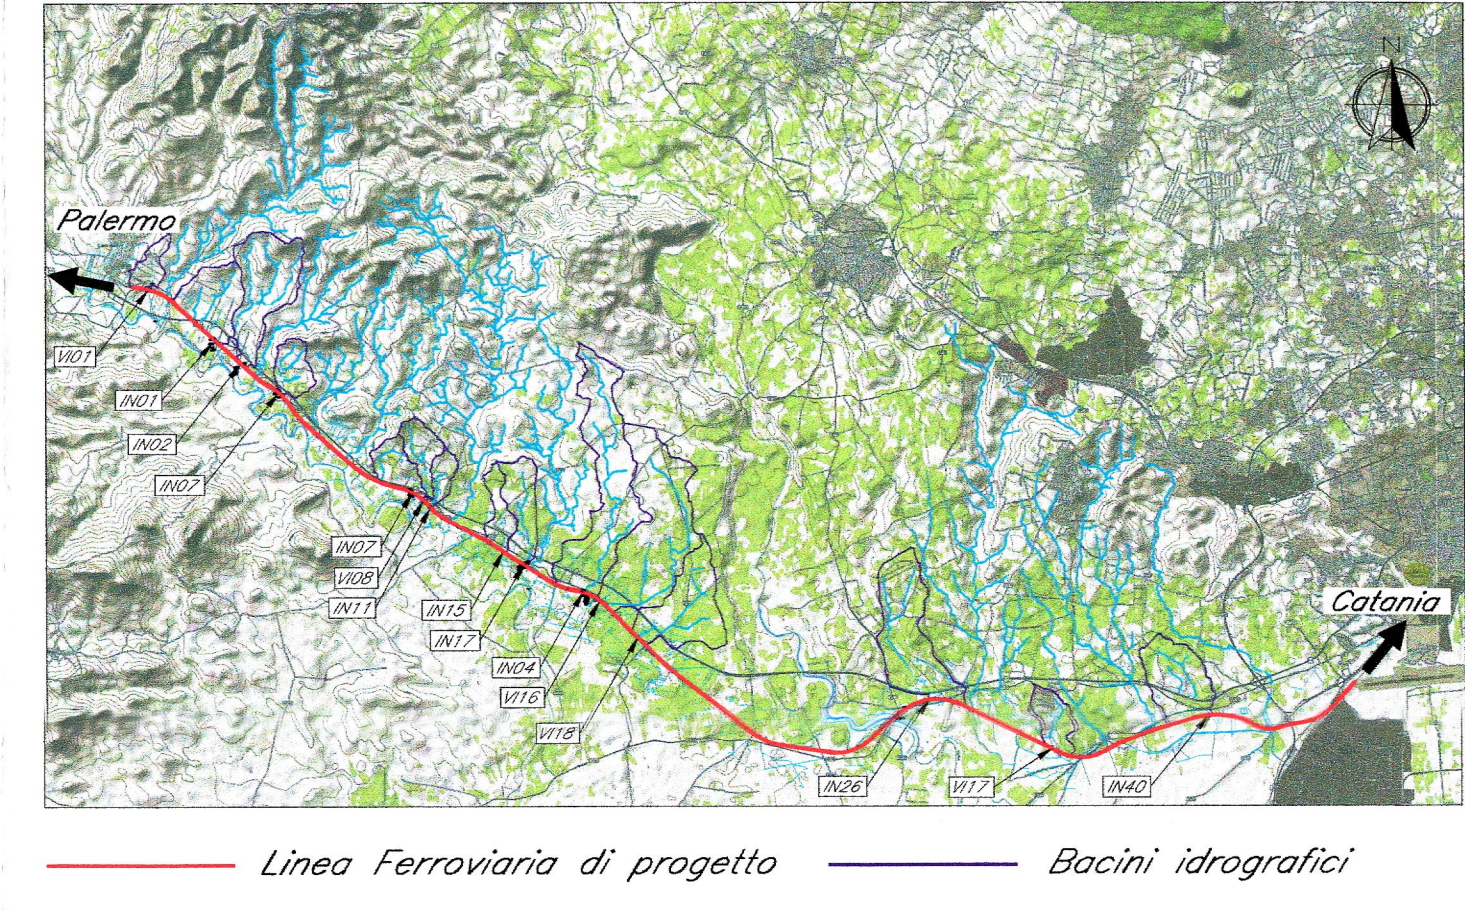 N
Palermo
VI01
IN01
IN02
IN07
IN07
VI08
IN11
IN15
IN17
IN04
VI16
VI18
IN26
VI17
IN40
Catania
Linea Ferroviaria di progetto
Bacini idrografici